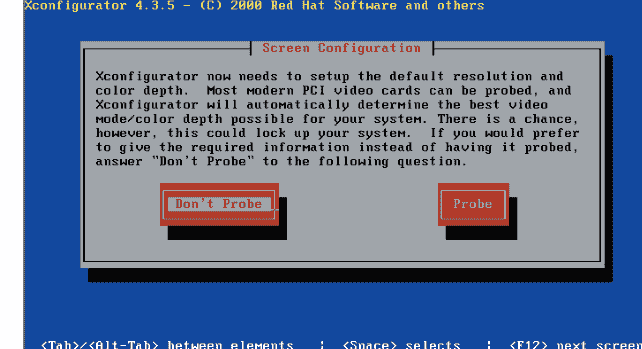 Xconfigurator 4.3.5 - (C) 2000 Red Hat Software and others
Screen Configuration
Xconfigurator now needs to setup the default resolution and
color depth.  Most modern PCI video cards can be probed, and
Xconfigurator will automatically determine the best video
mode/color depth possible for your system. There is a chance,
however, this could lock up your system.  If you would prefer
to give the required information instead of having it probed,
answer "Don't Probe" to the following question.
Don't Probe
Probe
<Tab>/<Alt-Tab> between elements   |  <Space> selects   |  <F12> next screen